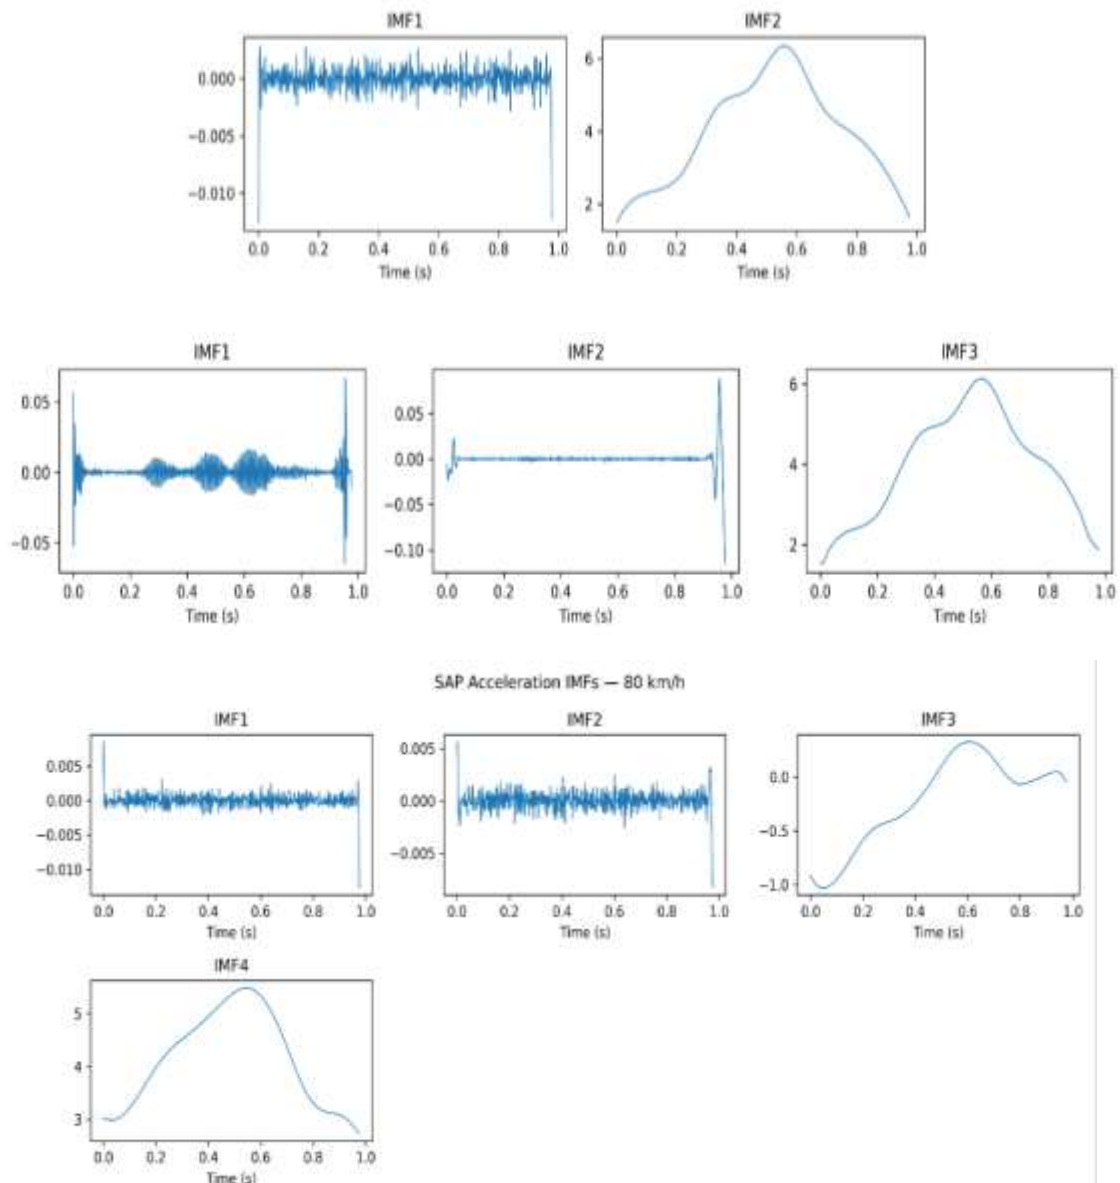 IMF1 IMF2
0.000 6
−0.005 4
−0.010 2
0.0 0.2 0.4 0.6 0.8 1.0 0.0 0.2 0.4 0.6 0.8 1.0
Time (s) Time (s)
IMF1 IMF2 IMF3
0.05 0.05 6
0.00 0.00 4
−0.05 −0.05 2
−0.10
0.0 0.2 0.4 0.6 0.8 1.0 0.0 0.2 0.4 0.6 0.8 1.0 0.0 0.2 0.4 0.6 0.8 1.0
Time (s) Time (s) Time (s)
SAP Acceleration IMFs — 80 km/h
IMF1 IMF2 IMF3
0.005 0.005 0.0
0.000 0.000 −0.5
−0.005 −0.005 −1.0
−0.010
0.0 0.2 0.4 0.6 0.8 1.0 0.0 0.2 0.4 0.6 0.8 1.0 0.0 0.2 0.4 0.6 0.8 1.0
Time (s) Time (s) Time (s)
IMF4
5
4
3
0.0 0.2 0.4 0.6 0.8 1.0
Time (s)